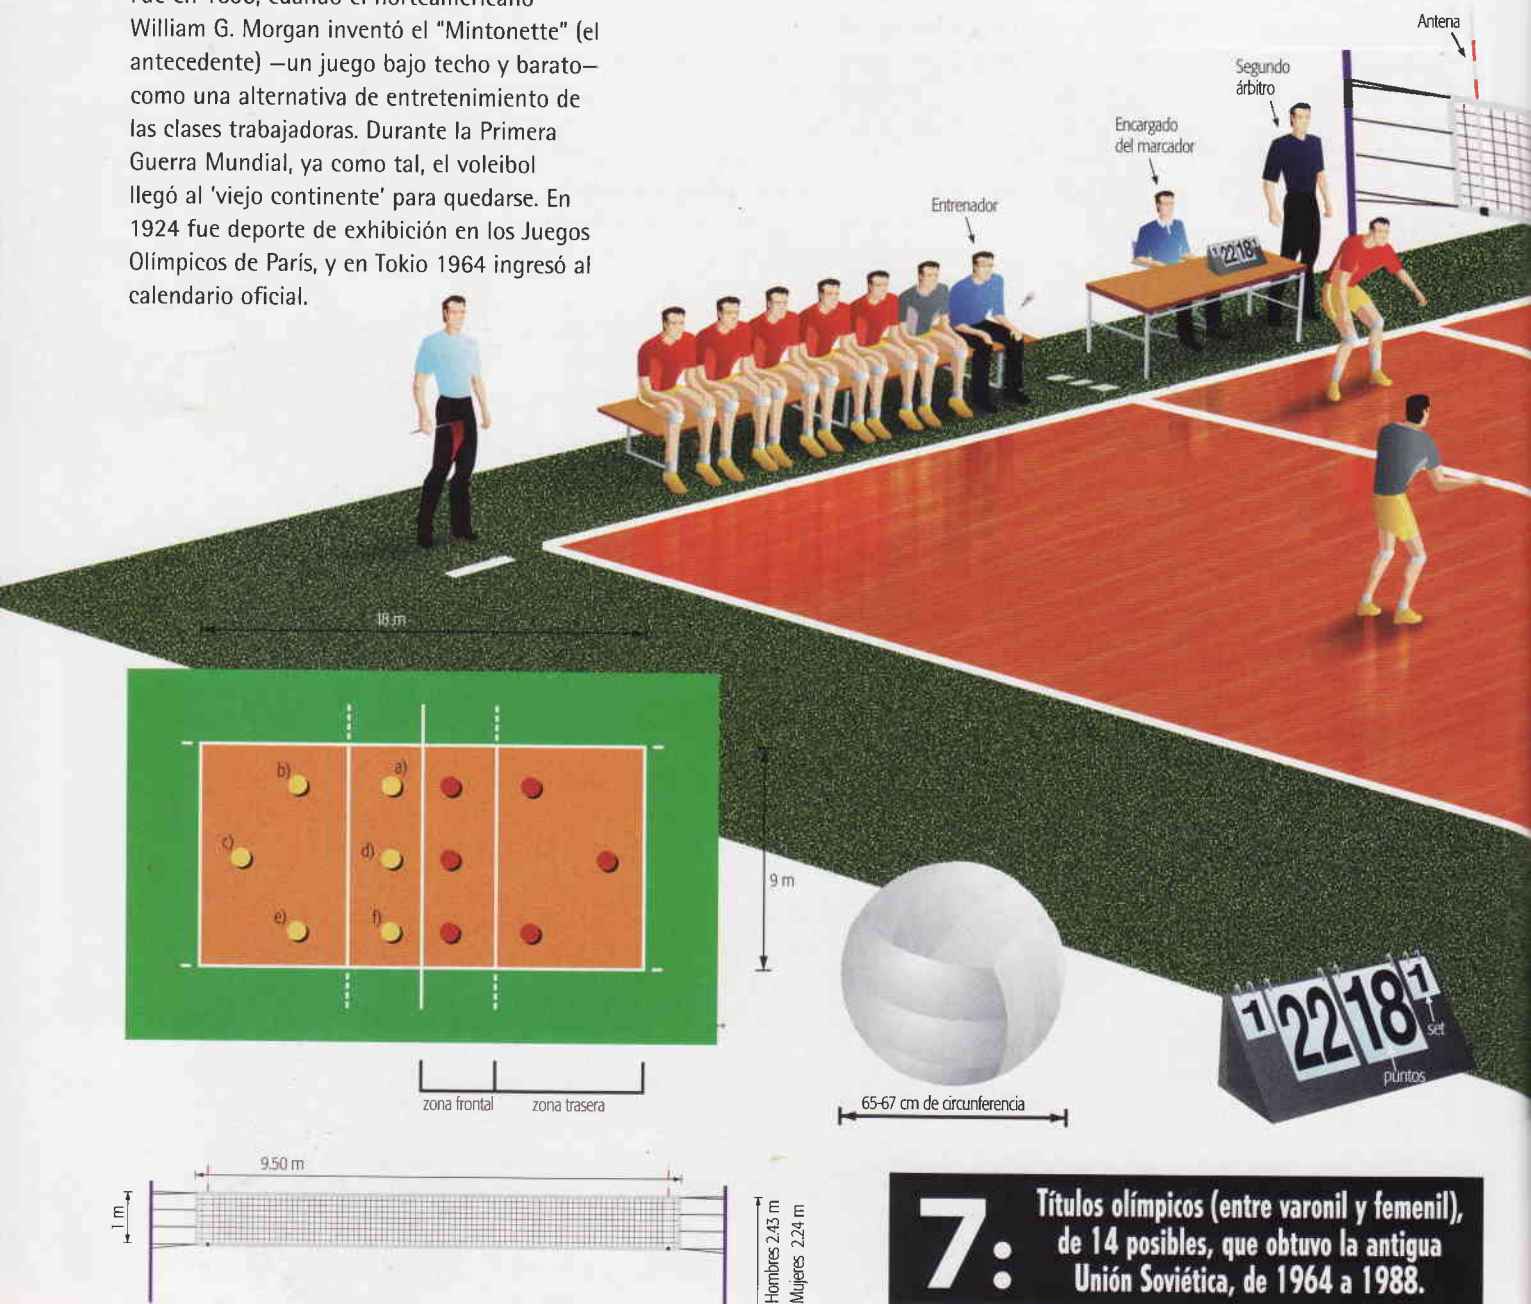 William G. Morgan inventó el "Mintonette" (el
antecedente) —un juego bajo techo y barato—
como una alternativa de entretenimiento de
las clases trabajadoras. Durante la Primera
Guerra Mundial, ya como tal, el voleibol
llegó al 'viejo continente' para quedarse. En
1924 fue deporte de exhibición en los Juegos
Olímpicos de París, y en Tokio 1964 ingresó al
calendario oficial.
Antena
Segundo
árbitro
Encargado
del marcador
Entrenador
1 22 18 1
18 m
b)
a)
c)
d)
e)
f)
9 m
zona frontal
zona trasera
65-67 cm de circunferencia
1 22 18 1
set
puntos
9.50 m
1 m
Hombres 2.43 m
Mujeres 2.24 m
7:
Títulos olímpicos (entre varonil y femenil),
de 14 posibles, que obtuvo la antigua
Unión Soviética, de 1964 a 1988.